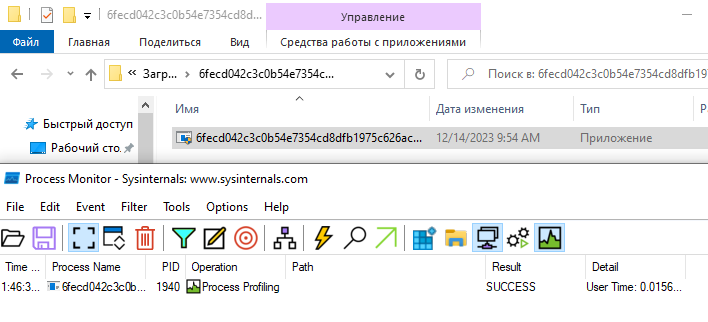 6fecd042c3c0b54e7354cd8d... Управление
Файл Главная Поделиться Вид Средства работы с приложениями
« Загр... 6fecd042c3c0b54e7354c... Поиск в: 6fecd042c3c0b54e7354cd8dfb197
Имя Дата изменения Тип
Быстрый доступ
6fecd042c3c0b54e7354cd8dfb1975c626ac... 12/14/2023 9:54 AM Приложение
Рабочий сто.
Process Monitor - Sysinternals: www.sysinternals.com
File Edit Event Filter Tools Options Help
Time ... Process Name PID Operation Path Result Detail
1:46:3... 6fecd042c3c0b... 1940 Process Profiling SUCCESS User Time: 0.0156...